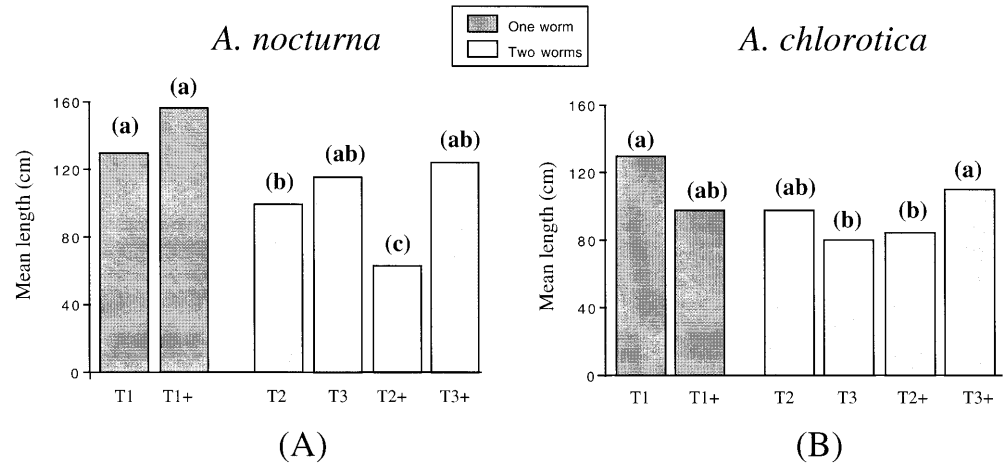 A. nocturna
One worm
Two worms
A. chlorotica
Mean length (cm)
160
120
80
40
0
(a)
(a)
(b)
(ab)
(c)
(ab)
T1
T1+
T2
T3
T2+
T3+
(A)
Mean length (cm)
160
120
80
40
0
(a)
(ab)
(ab)
(b)
(b)
(a)
T1
T1+
T2
T3
T2+
T3+
(B)